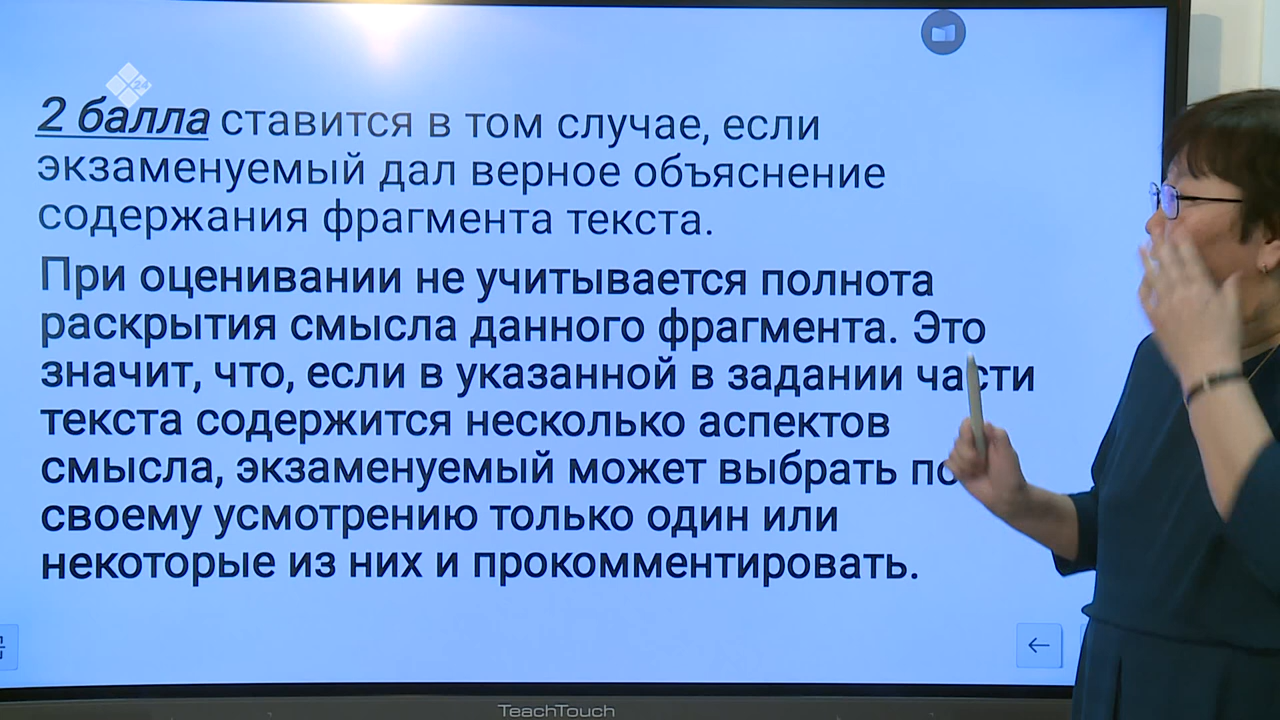 X24
2 балла ставится в том случае, если
экзаменуемый дал верное объяснение
содержания фрагмента текста.
При оценивании не учитывается полнота
раскрытия смысла данного фрагмента. Это
значит, что, если в указанной в задании части
текста содержится несколько аспектов
смысла, экзаменуемый может выбрать по
своему усмотрению только один или
некоторые из них и прокомментировать.
TeachTouch